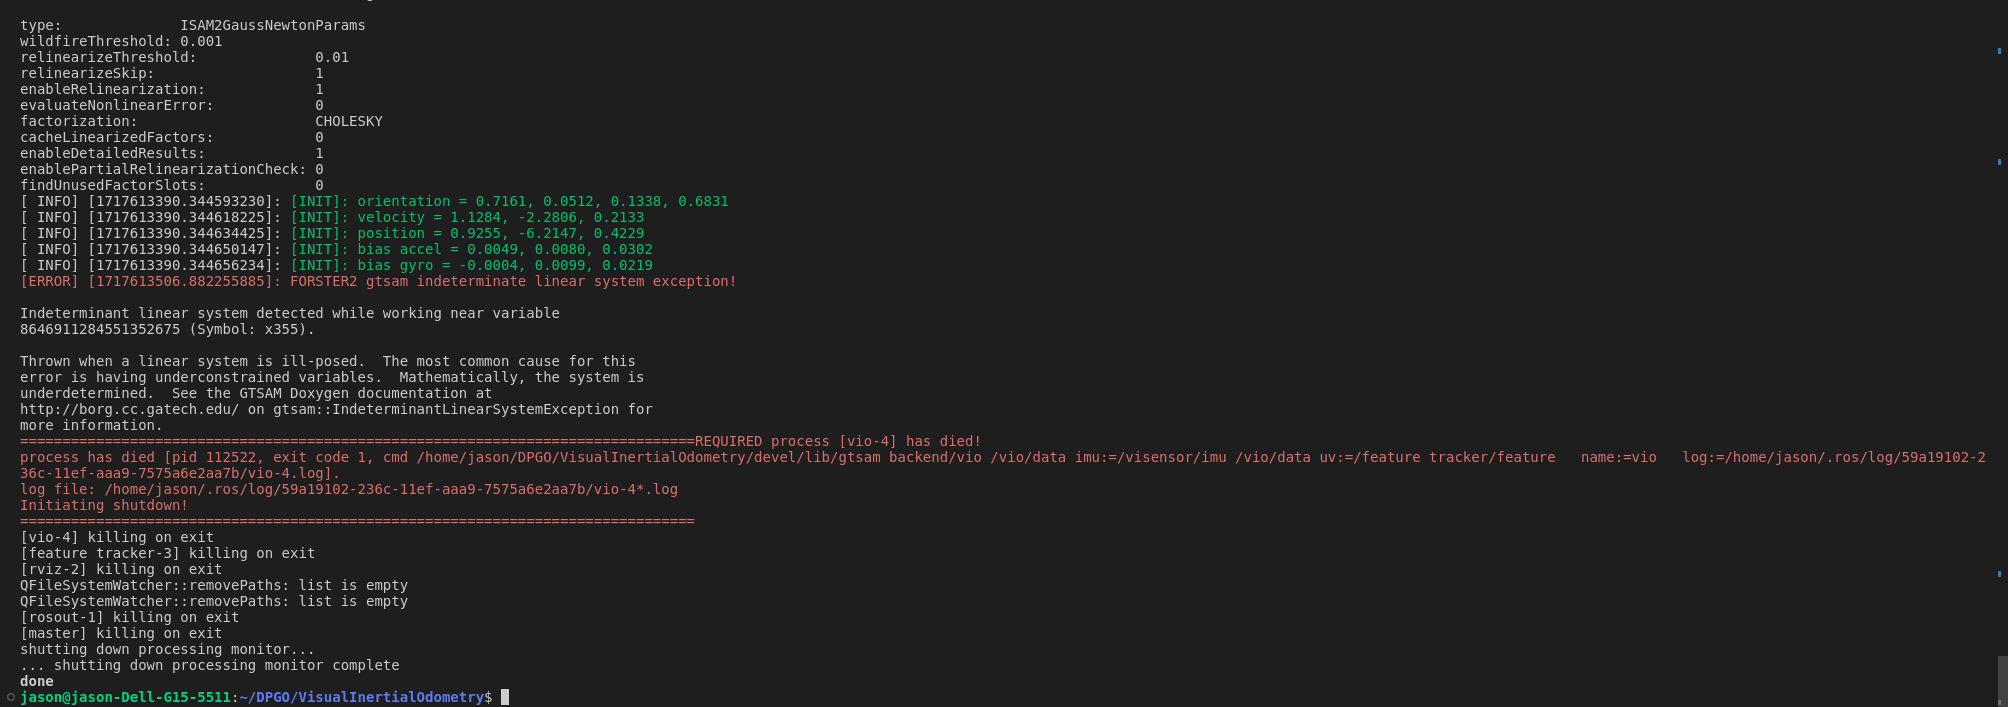 type:              ISAM2GaussNewtonParams
wildfireThreshold: 0.001
relinearizeThreshold:              0.01
relinearizeSkip:                   1
enableRelinearization:             1
evaluateNonlinearError:            0
factorization:                     CHOLESKY
cacheLinearizedFactors:            0
enableDetailedResults:             1
enablePartialRelinearizationCheck: 0
findUnusedFactorSlots:             0
[ INFO] [1717613390.344593230]: [INIT]: orientation = 0.7161, 0.0512, 0.1338, 0.6831
[ INFO] [1717613390.344618225]: [INIT]: velocity = 1.1284, -2.2806, 0.2133
[ INFO] [1717613390.344634425]: [INIT]: position = 0.9255, -6.2147, 0.4229
[ INFO] [1717613390.344650147]: [INIT]: bias accel = 0.0049, 0.0080, 0.0302
[ INFO] [1717613390.344656234]: [INIT]: bias gyro = -0.0004, 0.0099, 0.0219
[ERROR] [1717613506.882255885]: FORSTER2 gtsam indeterminate linear system exception!

Indeterminant linear system detected while working near variable
8646911284551352675 (Symbol: x355).

Thrown when a linear system is ill-posed.  The most common cause for this
error is having underconstrained variables.  Mathematically, the system is
underdetermined.  See the GTSAM Doxygen documentation at
http://borg.cc.gatech.edu/ on gtsam::IndeterminantLinearSystemException for
more information.
================================================================================REQUIRED process [vio-4] has died!
process has died [pid 112522, exit code 1, cmd /home/jason/DPGO/VisualInertialOdometry/devel/lib/gtsam backend/vio /vio/data imu:=/visensor/imu /vio/data uv:=/feature tracker/feature   name:=vio   log:=/home/jason/.ros/log/59a19102-2
36c-11ef-aaa9-7575a6e2aa7b/vio-4.log].
log file: /home/jason/.ros/log/59a19102-236c-11ef-aaa9-7575a6e2aa7b/vio-4*.log
Initiating shutdown!
================================================================================
[vio-4] killing on exit
[feature tracker-3] killing on exit
[rviz-2] killing on exit
QFileSystemWatcher::removePaths: list is empty
QFileSystemWatcher::removePaths: list is empty
[rosout-1] killing on exit
[master] killing on exit
shutting down processing monitor...
... shutting down processing monitor complete
done
jason@jason-Dell-G15-5511:~/DPGO/VisualInertialOdometry$